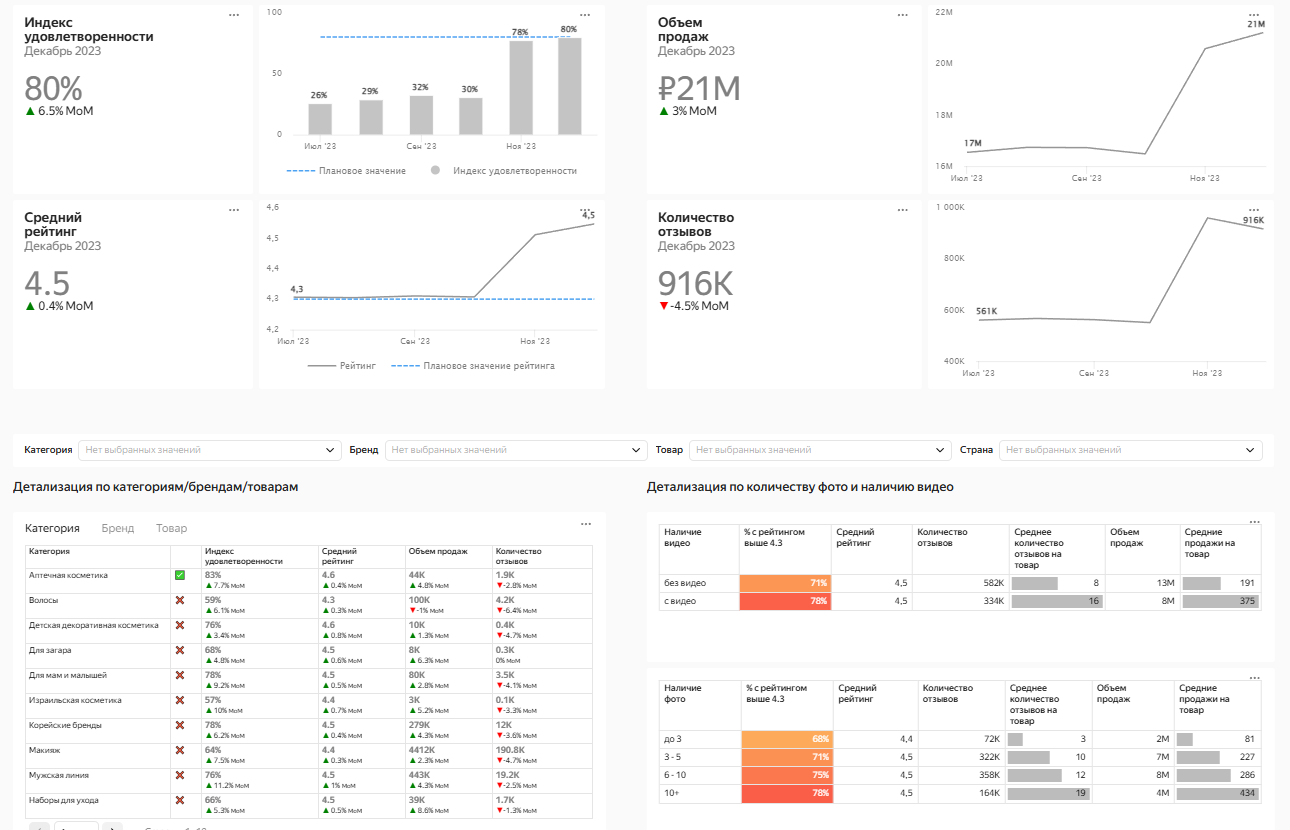 Индекс
удовлетворенности
Декабрь 2023
80%
▲ 6.5% MoM
100
50
0
26%
29%
32%
30%
78%
80%
Июл '23
Сен '23
Ноя '23
Плановое значение
Индекс удовлетворенности
Объем
продаж
Декабрь 2023
₽21M
▲ 3% MoM
22M
20M
18M
16M
17M
21M
Июл '23
Сен '23
Ноя '23
Средний
рейтинг
Декабрь 2023
4.5
▲ 0.4% MoM
4,6
4,5
4,4
4,3
4,2
4,3
4,5
Июл '23
Сен '23
Ноя '23
Рейтинг
Плановое значение рейтинга
Количество
отзывов
Декабрь 2023
916K
▼ -4.5% MoM
1 000K
800K
600K
400K
561K
916K
Июл '23
Сен '23
Ноя '23
Категория Нет выбранных значений Бренд Нет выбранных значений Товар Нет выбранных значений Страна Нет выбранных значений
Детализация по категориям/брендам/товарам
Категория Бренд Товар
Категория Индекс удовлетворенности Средний рейтинг Объем продаж Количество отзывов
Аптечная косметика 83% 4.6 44K 1.9K
▲ 7.7% MoM ▲ 0.4% MoM ▲ 4.8% MoM ▼ -2.8% MoM
Волосы 59% 4.3 100K 4.2K
▲ 6.1% MoM ▲ 0.3% MoM ▼ -1% MoM ▼ -6.4% MoM
Детская декоративная косметика 76% 4.6 10K 0.4K
▲ 3.4% MoM ▲ 0.8% MoM ▲ 1.3% MoM ▼ -4.7% MoM
Для загара 68% 4.5 8K 0.3K
▲ 4.8% MoM ▲ 0.6% MoM ▲ 6.3% MoM 0% MoM
Для мам и малышей 78% 4.5 80K 3.5K
▲ 9.2% MoM ▲ 0.5% MoM ▲ 2.8% MoM ▼ -4.1% MoM
Израильская косметика 57% 4.4 3K 0.1K
▲ 10% MoM ▲ 0.7% MoM ▲ 5.2% MoM ▼ -3.3% MoM
Корейские бренды 78% 4.5 279K 12K
▲ 6.2% MoM ▲ 0.4% MoM ▲ 4.3% MoM ▼ -3.6% MoM
Макияж 64% 4.4 4412K 190.8K
▲ 7.5% MoM ▲ 0.3% MoM ▲ 2.3% MoM ▼ -4.7% MoM
Мужская линия 76% 4.5 443K 19.2K
▲ 11.2% MoM ▲ 1% MoM ▲ 4.3% MoM ▼ -2.5% MoM
Наборы для ухода 66% 4.5 39K 1.7K
▲ 5.3% MoM ▲ 0.5% MoM ▲ 8.6% MoM ▼ -1.3% MoM
Детализация по количеству фото и наличию видео
Наличие видео % с рейтингом выше 4.3 Средний рейтинг Количество отзывов Среднее количество отзывов на товар Объем продаж Средние продажи на товар
без видео 71% 4,5 582K 8 13M 191
с видео 78% 4,5 334K 16 8M 375
Наличие фото % с рейтингом выше 4.3 Средний рейтинг Количество отзывов Среднее количество отзывов на товар Объем продаж Средние продажи на товар
до 3 68% 4,4 72K 3 2M 81
3 - 5 71% 4,5 322K 10 7M 227
6 - 10 75% 4,5 358K 12 8M 286
10+ 78% 4,5 164K 19 4M 434